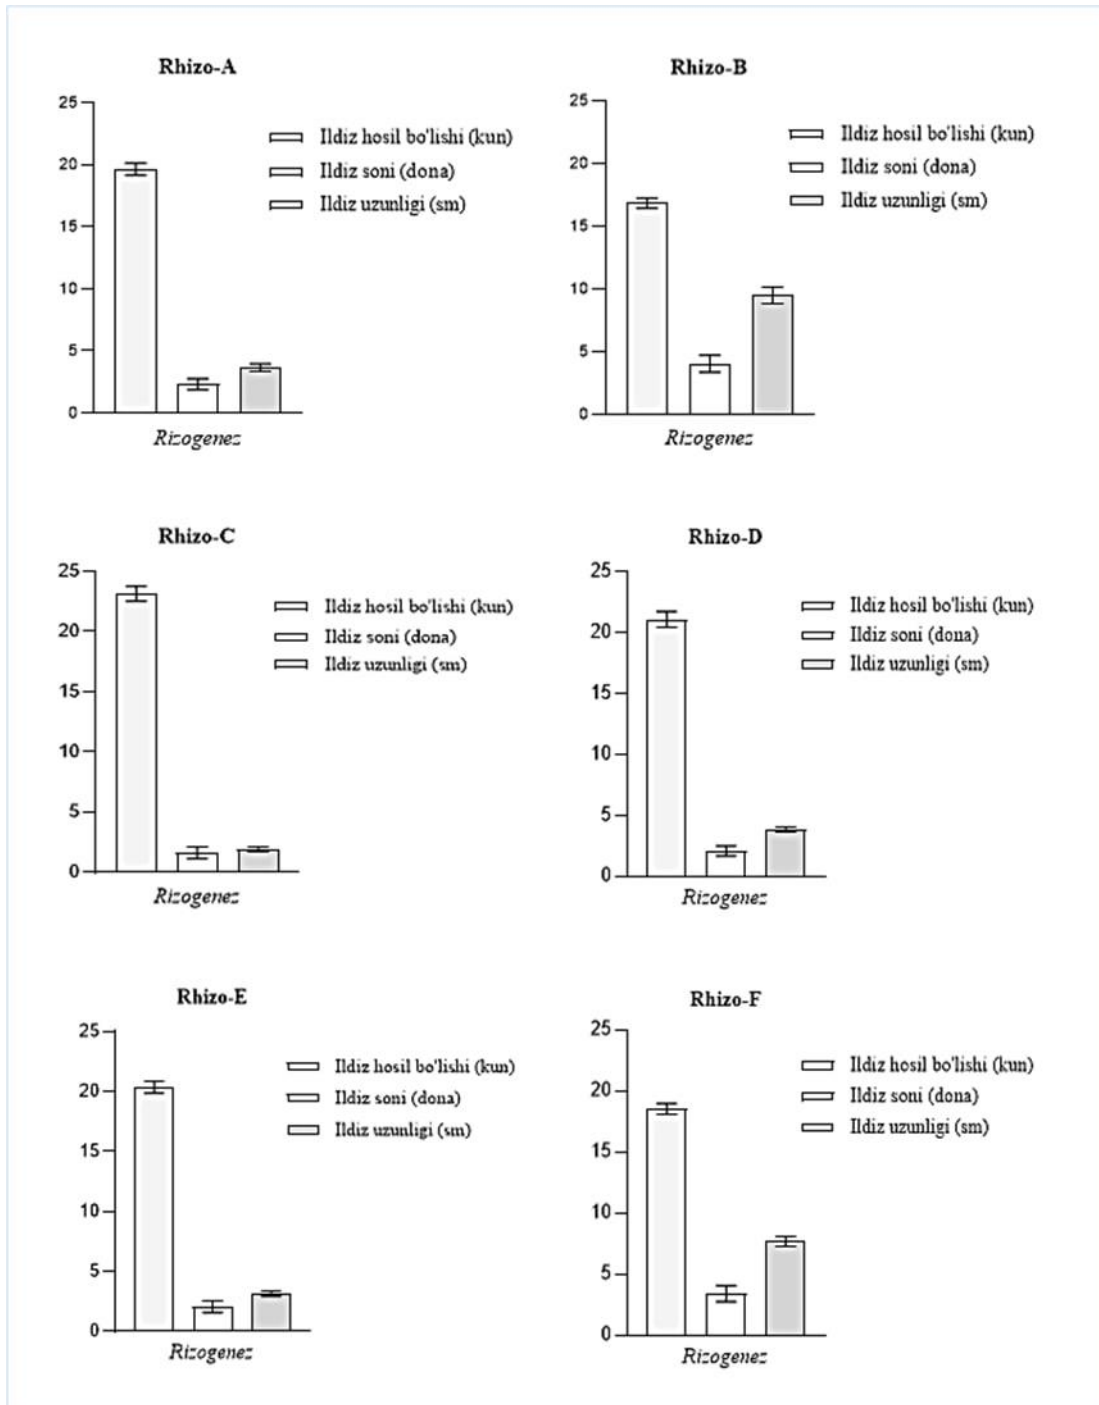 Rhizo-A
25
20
15
10
5
0
Ildiz hosil bo'lishi (kun)
Ildiz soni (dona)
Ildiz uzunligi (sm)
Rizogenez
Rhizo-B
25
20
15
10
5
0
Ildiz hosil bo'lishi (kun)
Ildiz soni (dona)
Ildiz uzunligi (sm)
Rizogenez
Rhizo-C
25
20
15
10
5
0
Ildiz hosil bo'lishi (kun)
Ildiz soni (dona)
Ildiz uzunligi (sm)
Rizogenez
Rhizo-D
25
20
15
10
5
0
Ildiz hosil bo'lishi (kun)
Ildiz soni (dona)
Ildiz uzunligi (sm)
Rizogenez
Rhizo-E
25
20
15
10
5
0
Ildiz hosil bo'lishi (kun)
Ildiz soni (dona)
Ildiz uzunligi (sm)
Rizogenez
Rhizo-F
25
20
15
10
5
0
Ildiz hosil bo'lishi (kun)
Ildiz soni (dona)
Ildiz uzunligi (sm)
Rizogenez